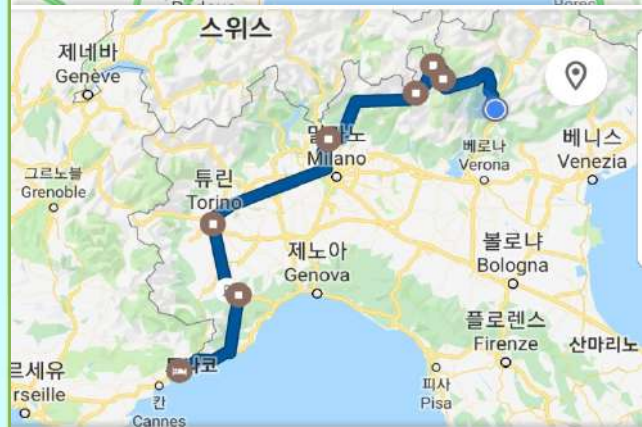 스위스
제네바
Genève
밀라노
Milano
베로나
Verona
베니스
Venezia
그르노블
Grenoble
튜린
Torino
제노아
Genova
볼로냐
Bologna
플로렌스
Firenze
산마리노
르세유
rseille
칸
Cannes
피사
Pisa